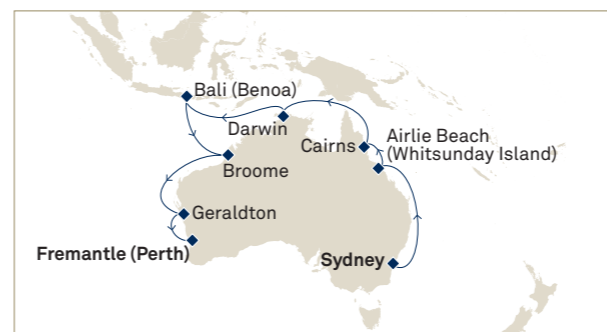 Bali (Benoa)
Darwin
Cairns
Airlie Beach
(Whitsunday Island)
Broome
Geraldton
Fremantle (Perth)
Sydney